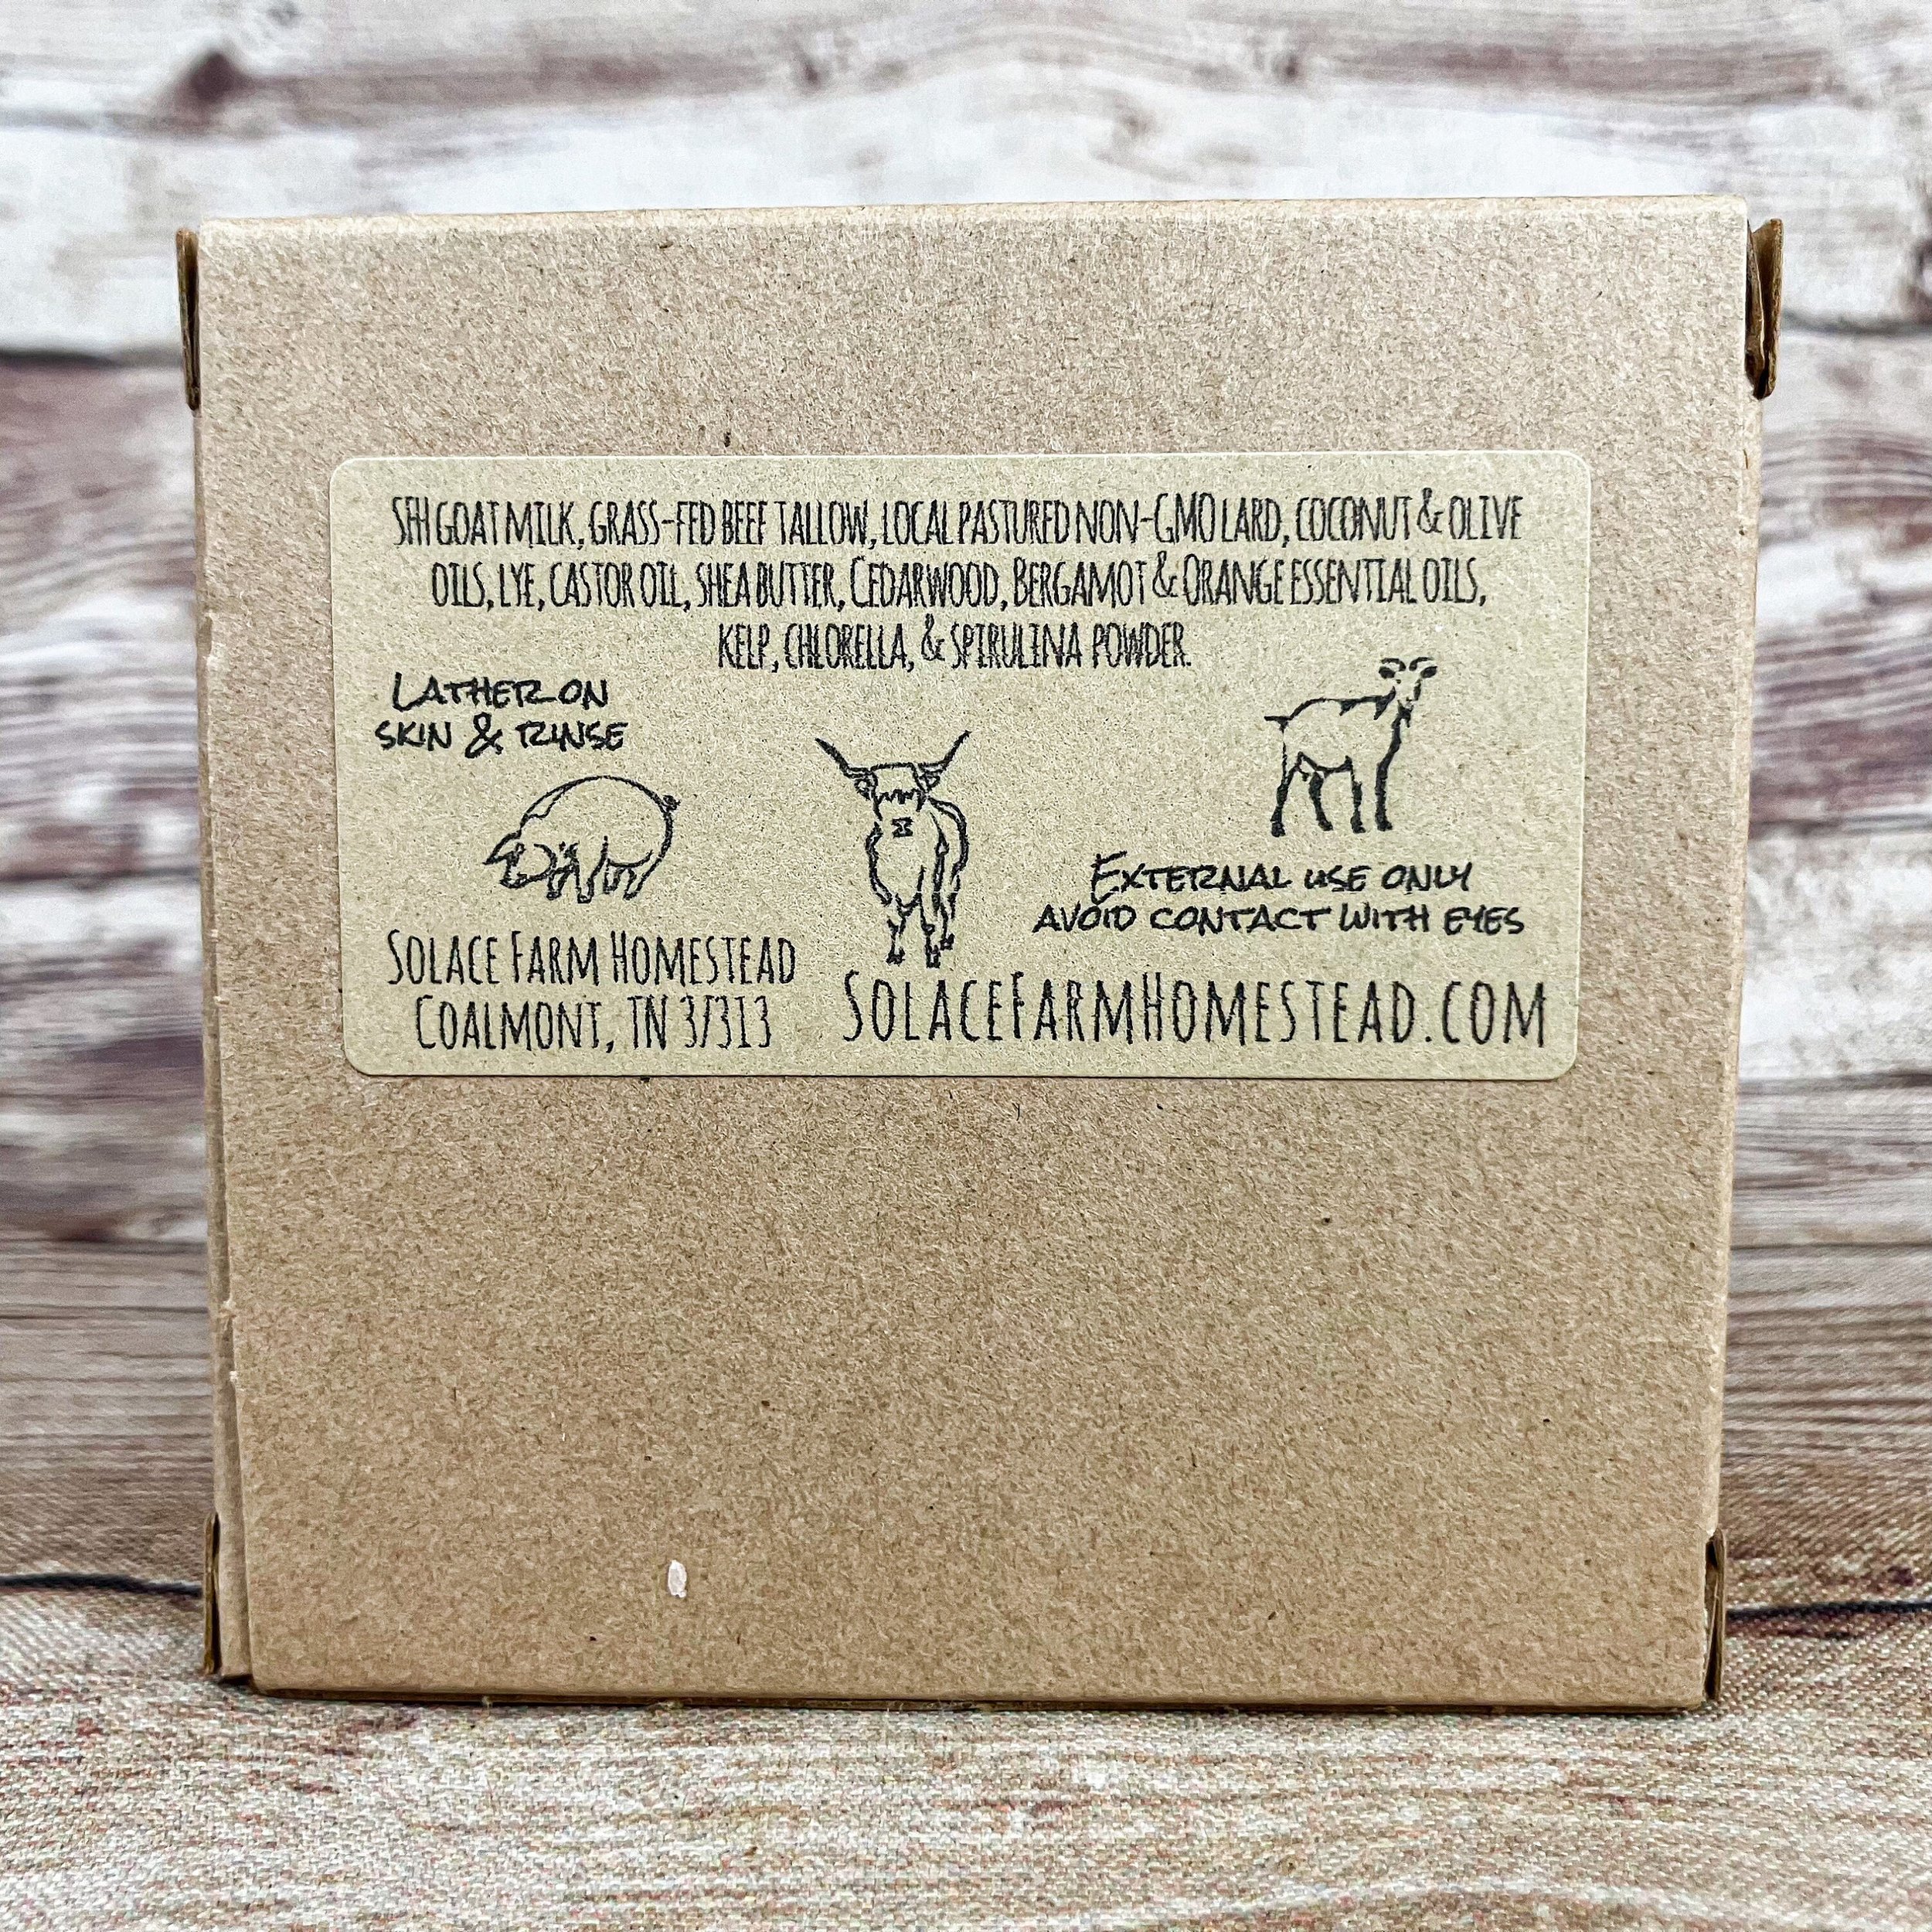 SFH GOAT MILK, GRASS-FED BEEF TALLOW, LOCAL PASTURED NON-GMO LARD, COCONUT & OLIVE
OILS, LYE, CASTOR OIL, SHEA BUTTER, CEDARWOOD, BERGAMOT & ORANGE ESSENTIAL OILS,
KELP, CHLORELLA, & SPIRULINA POWDER.
LATHER ON
SKIN & RINSE
EXTERNAL USE ONLY
AVOID CONTACT WITH EYES
SOLACE FARM HOMESTEAD
COALMONT, TN 37313
SOLACEFARMHOMESTEAD.COM